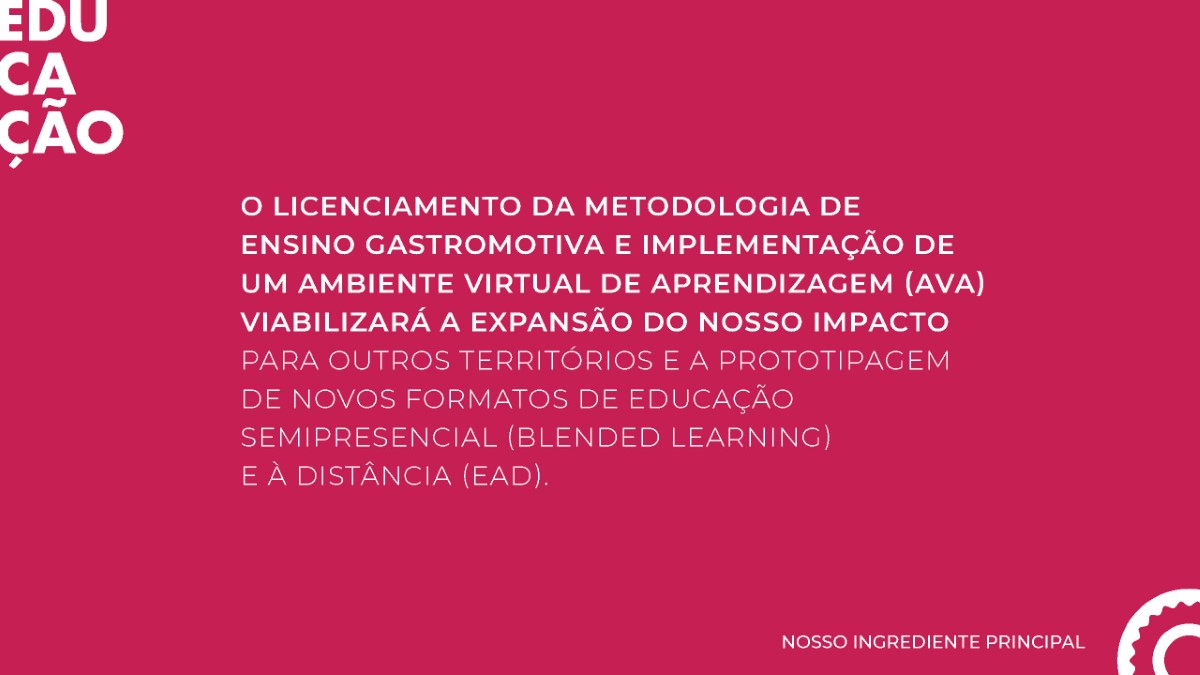 EDU
CA
ÇÃO
O LICENCIAMENTO DA METODOLOGIA DE
ENSINO GASTROMOTIVA E IMPLEMENTAÇÃO DE
UM AMBIENTE VIRTUAL DE APRENDIZAGEM (AVA)
VIABILIZARÁ A EXPANSÃO DO NOSSO IMPACTO
PARA OUTROS TERRITÓRIOS E A PROTOTIPAGEM
DE NOVOS FORMATOS DE EDUCAÇÃO
SEMIPRESENCIAL (BLENDED LEARNING)
E À DISTÂNCIA (EAD).
NOSSO INGREDIENTE PRINCIPAL